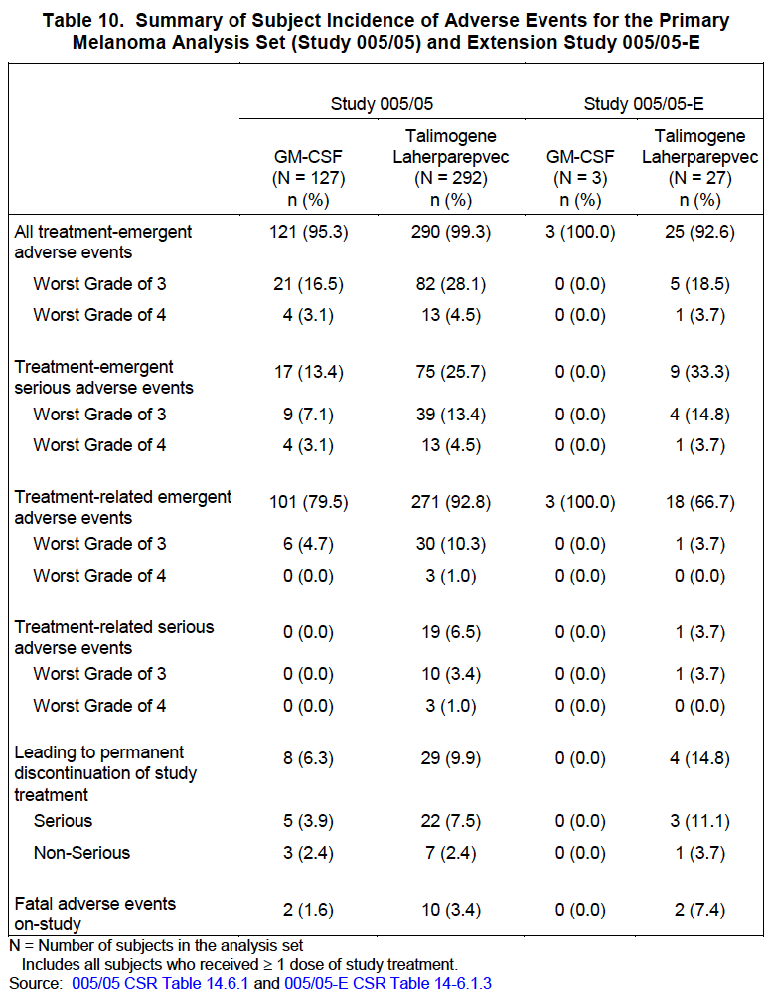 Table 10.  Summary of Subject Incidence of Adverse Events for the Primary
Melanoma Analysis Set (Study 005/05) and Extension Study 005/05-E
Study 005/05 Study 005/05-E
GM-CSF (N = 127) n (%) Talimogene Laherparepvec (N = 292) n (%) GM-CSF (N = 3) n (%) Talimogene Laherparepvec (N = 27) n (%)
All treatment-emergent 121 (95.3) 290 (99.3) 3 (100.0) 25 (92.6)
adverse events
Worst Grade of 3 21 (16.5) 82 (28.1) 0 (0.0) 5 (18.5)
Worst Grade of 4 4 (3.1) 13 (4.5) 0 (0.0) 1 (3.7)
Treatment-emergent 17 (13.4) 75 (25.7) 0 (0.0) 9 (33.3)
serious adverse events
Worst Grade of 3 9 (7.1) 39 (13.4) 0 (0.0) 4 (14.8)
Worst Grade of 4 4 (3.1) 13 (4.5) 0 (0.0) 1 (3.7)
Treatment-related emergent 101 (79.5) 271 (92.8) 3 (100.0) 18 (66.7)
adverse events
Worst Grade of 3 6 (4.7) 30 (10.3) 0 (0.0) 1 (3.7)
Worst Grade of 4 0 (0.0) 3 (1.0) 0 (0.0) 0 (0.0)
Treatment-related serious 0 (0.0) 19 (6.5) 0 (0.0) 1 (3.7)
adverse events
Worst Grade of 3 0 (0.0) 10 (3.4) 0 (0.0) 1 (3.7)
Worst Grade of 4 0 (0.0) 3 (1.0) 0 (0.0) 0 (0.0)
Leading to permanent 8 (6.3) 29 (9.9) 0 (0.0) 4 (14.8)
discontinuation of study
treatment
Serious 5 (3.9) 22 (7.5) 0 (0.0) 3 (11.1)
Non-Serious 3 (2.4) 7 (2.4) 0 (0.0) 1 (3.7)
Fatal adverse events 2 (1.6) 10 (3.4) 0 (0.0) 2 (7.4)
on-study
N = Number of subjects in the analysis set
Includes all subjects who received ≥ 1 dose of study treatment.
Source:  005/05 CSR Table 14.6.1 and 005/05-E CSR Table 14-6.1.3